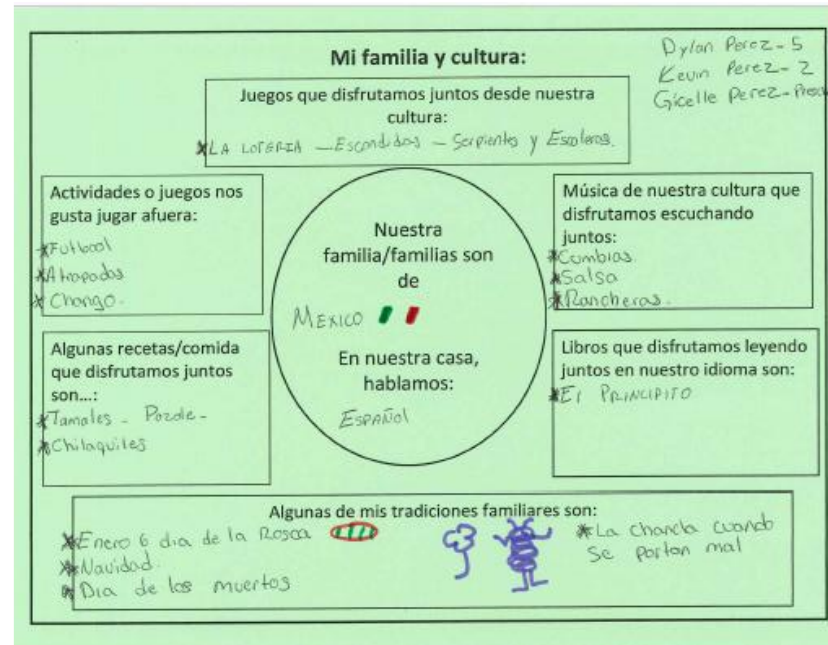 Mi familia y cultura:
Dylan Perez - 5
Kevin Perez - 2
Gicelle Perez - Presc
Juegos que disfrutamos juntos desde nuestra
cultura:
*LA LOTERIA - Escondidas - Serpientes y Escaleras.
Actividades o juegos nos
gusta jugar afuera:
*Futbool
*Atrapadas
*Chango.
Nuestra
familia/familias son
de
MEXICO
En nuestra casa,
hablamos:
ESPAÑOl
Música de nuestra cultura que
disfrutamos escuchando
juntos:
*Cumbias.
*Salsa
*Rancheras.
Algunas recetas/comida
que disfrutamos juntos
son...:
*Tamales - Pozole -
*Chilaquiles
Libros que disfrutamos leyendo
juntos en nuestro idioma son:
*El PRINCIPITO
Algunas de mis tradiciones familiares son:
*Enero 6 dia de la Rosca
*Navidad.
*Dia de los muertos
*La chancla cuando
se portan mal